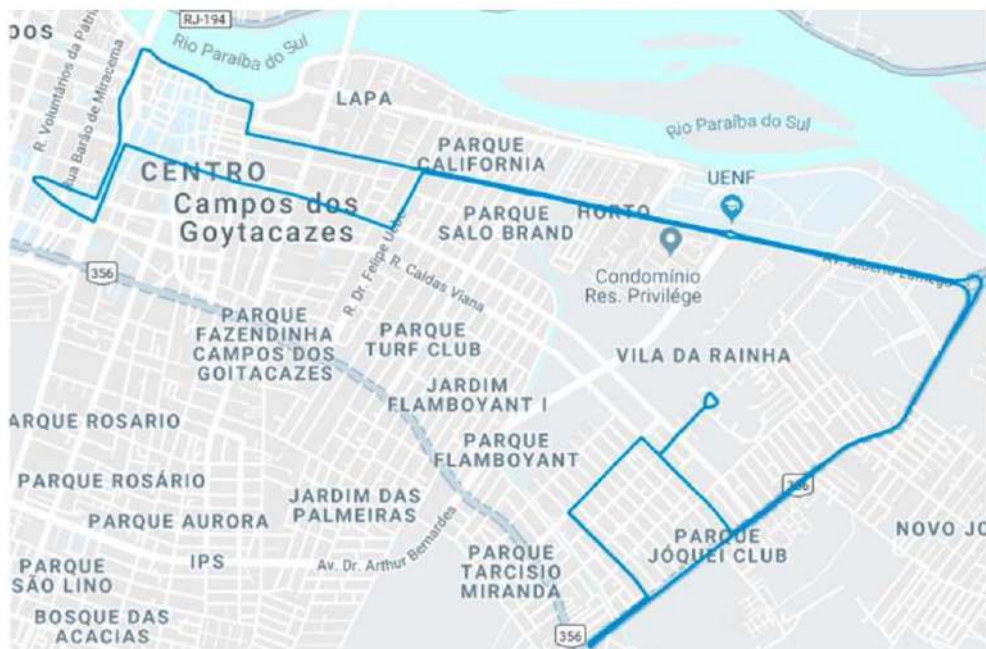 RJ-194
pos
R. Voluntários da Patri
Rua Barão de Miracema
Rio Paraíba do Sul
LAPA
Rio Paraíba do Sul
PARQUE
CALIFORNIA
UENF
CENTRO
Campos dos
Goytacazes
PARQUE
SALO BRAND
HORTO
R. Dr. Felipe Uebe
R. Caldas Viana
Condomínio
Res. Privilége
Av. Alberto Lamego
356
PARQUE
FAZENDINHA
CAMPOS DOS
GOITACAZES
PARQUE
TURF CLUB
VILA DA RAINHA
JARDIM
FLAMBOYANT I
ARQUE ROSARIO
PARQUE
FLAMBOYANT
PARQUE ROSÁRIO
JARDIM DAS
PALMEIRAS
356
PARQUE AURORA
NOVO JO
PARQUE
JÓQUEI CLUB
IPS
Av. Dr. Arthur Bernardes
PARQUE
SÃO LINO
PARQUE
TARCISIO
MIRANDA
BOSQUE DAS
ACACIAS
356